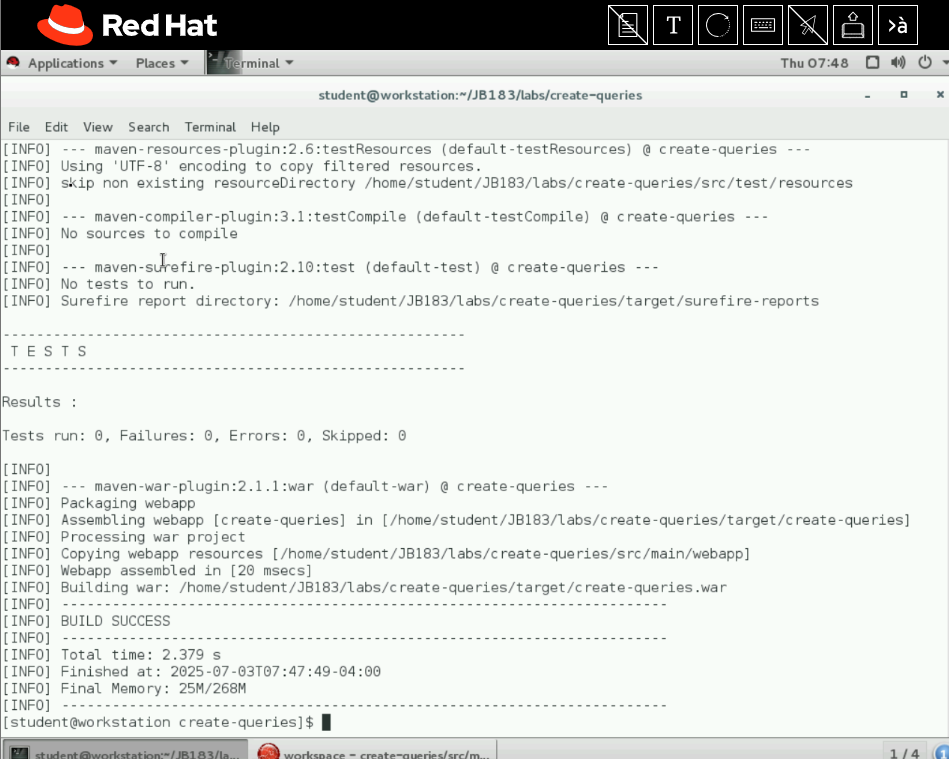 Red Hat
T
›à
Applications
Places
Terminal
Thu 07:48
student@workstation:~/JB183/labs/create-queries
File Edit View Search Terminal Help
[INFO] --- maven-resources-plugin:2.6:testResources (default-testResources) @ create-queries ---
[INFO] Using 'UTF-8' encoding to copy filtered resources.
[INFO] skip non existing resourceDirectory /home/student/JB183/labs/create-queries/src/test/resources
[INFO]
[INFO] --- maven-compiler-plugin:3.1:testCompile (default-testCompile) @ create-queries ---
[INFO] No sources to compile
[INFO]
[INFO] --- maven-surefire-plugin:2.10:test (default-test) @ create-queries ---
[INFO] No tests to run.
[INFO] Surefire report directory: /home/student/JB183/labs/create-queries/target/surefire-reports
-------------------------------------------------------
T E S T S
-------------------------------------------------------
Results :
Tests run: 0, Failures: 0, Errors: 0, Skipped: 0
[INFO]
[INFO] --- maven-war-plugin:2.1.1:war (default-war) @ create-queries ---
[INFO] Packaging webapp
[INFO] Assembling webapp [create-queries] in [/home/student/JB183/labs/create-queries/target/create-queries]
[INFO] Processing war project
[INFO] Copying webapp resources [/home/student/JB183/labs/create-queries/src/main/webapp]
[INFO] Webapp assembled in [20 msecs]
[INFO] Building war: /home/student/JB183/labs/create-queries/target/create-queries.war
[INFO] ------------------------------------------------------------------------
[INFO] BUILD SUCCESS
[INFO] ------------------------------------------------------------------------
[INFO] Total time: 2.379 s
[INFO] Finished at: 2025-07-03T07:47:49-04:00
[INFO] Final Memory: 25M/268M
[INFO] ------------------------------------------------------------------------
[student@workstation create-queries]$
student@workstation:~/JB183/la...
workspace - create-queries/src/m...
1 / 4
1